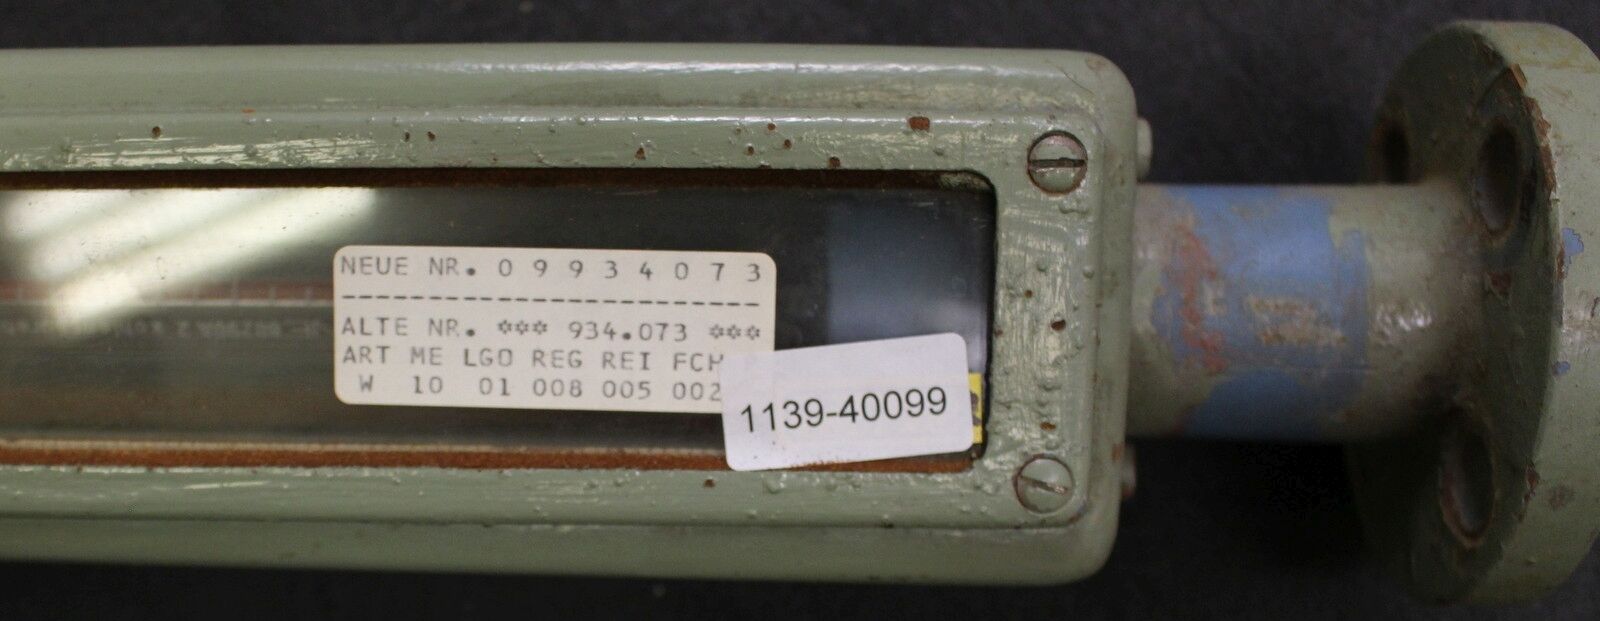 NEUE NR. 0 9 9 3 4 0 7 3
---------------------
ALTE NR. *** 934.073 ***
ART ME LGO REG REI FCH
W 10 01 008 005 002
1139-40099